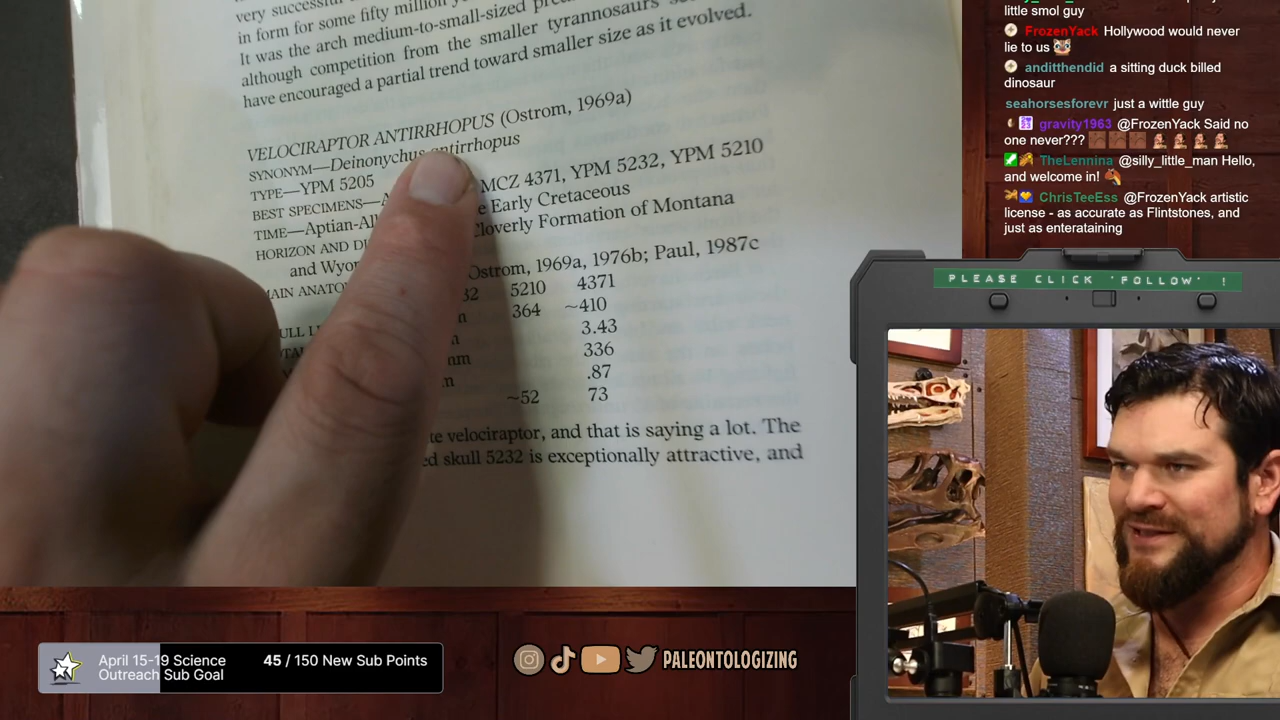 very successful
in form for some fifty million
It was the arch medium-to-small-sized
although competition from the smaller tyrannosaurs
have encouraged a partial trend toward smaller size as it evolved.
VELOCIRAPTOR ANTIRRHOPUS (Ostrom, 1969a)
SYNONYM—Deinonychus antirrhopus
TYPE—YPM 5205
BEST SPECIMENS— MCZ 4371, YPM 5232, YPM 5210
TIME—Aptian- Early Cretaceous
HORIZON AND Cloverly Formation of Montana
and
Ostrom, 1969a, 1976b; Paul, 1987c
5210 4371
364 ~410
3.43
336
.87
~52 73
velociraptor, and that is saying a lot. The
skull 5232 is exceptionally attractive, and
little smol guy
FrozenYack Hollywood would never
lie to us
anditthendid a sitting duck billed
dinosaur
seahorsesforevr just a wittle guy
gravity1963 @FrozenYack Said no
one never???
TheLennina @silly_little_man Hello,
and welcome in!
ChrisTeeEss @FrozenYack artistic
license - as accurate as Flintstones, and
just as enterataining
PLEASE CLICK 'FOLLOW' !
April 15-19 Science 45 / 150 New Sub Points
Outreach Sub Goal
PALEONTOLOGIZING